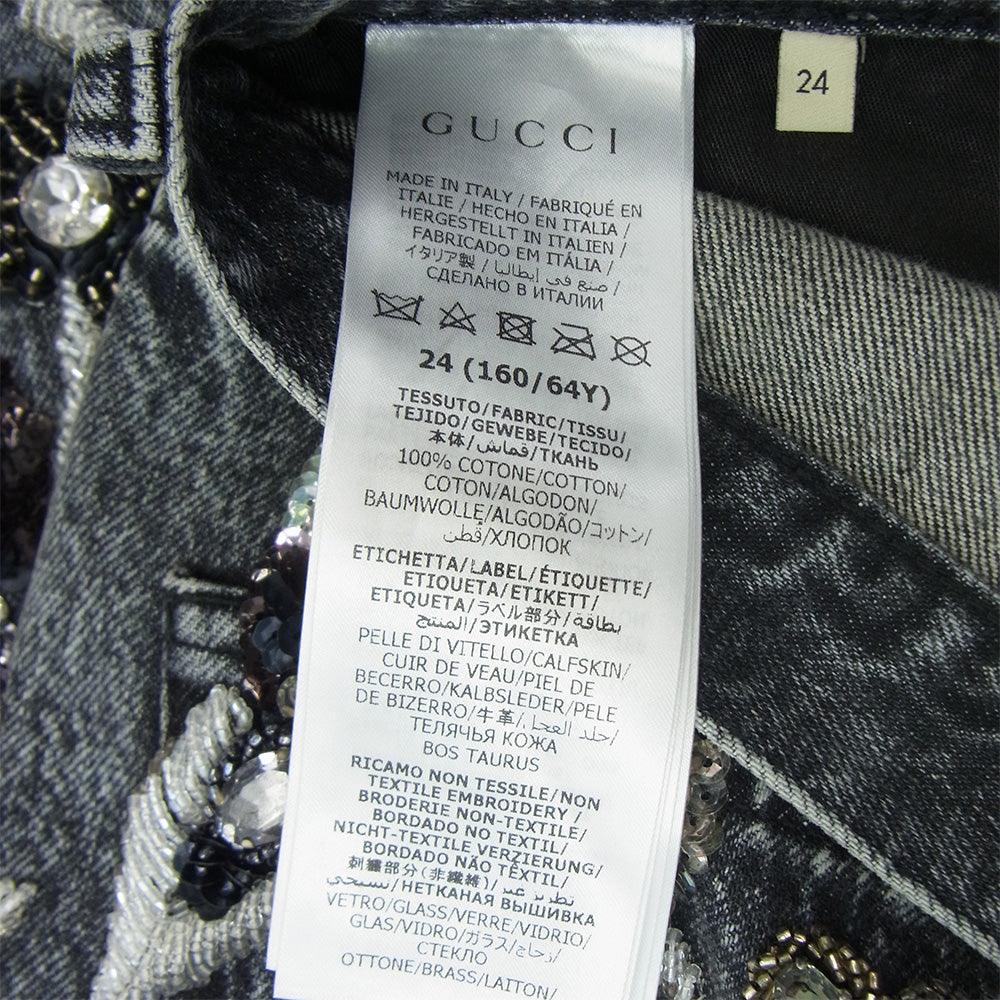 GUCCI
24
MADE IN ITALY / FABRIQUÉ EN
ITALIE / HECHO EN ITALIA /
HERGESTELLT IN ITALIEN /
FABRICADO EM ITÁLIA /
イタリア製 / صنع في إيطاليا /
СДЕЛАНО В ИТАЛИИ
24 (160/64Y)
TESSUTO/FABRIC/TISSU/
TEJIDO/GEWEBE/TECIDO/
本体/قماش/ТКАНЬ
100% COTONE/COTTON/
COTON/ALGODON/
BAUMWOLLE/ALGODÃO/コットン/
قطن/ХЛОПОК
ETICHETTA/LABEL/ÉTIQUETTE/
ETIQUETA/ETIKETT/
ETIQUETA/ラベル部分/بطاقة
المنتج/ЭТИКЕТКА
PELLE DI VITELLO/CALFSKIN/
CUIR DE VEAU/PIEL DE
BECERRO/KALBSLEDER/PELE
DE BIZERRO/牛革/جلد العجل/
ТЕЛЯЧЬЯ КОЖА
BOS TAURUS
RICAMO NON TESSILE/NON
TEXTILE EMBROIDERY /
BRODERIE NON-TEXTILE/
BORDADO NO TEXTIL/
NICHT-TEXTILE VERZIERUNG/
BORDADO NÃO TÊXTIL/
刺繍部分(非繊維)/تطريز غير
نسيجي/НЕТКАНАЯ ВЫШИВКА
VETRO/GLASS/VERRE/VIDRIO/
GLAS/VIDRO/ガラス/زجاج/
СТЕКЛО
OTTONE/BRASS/LAITON/